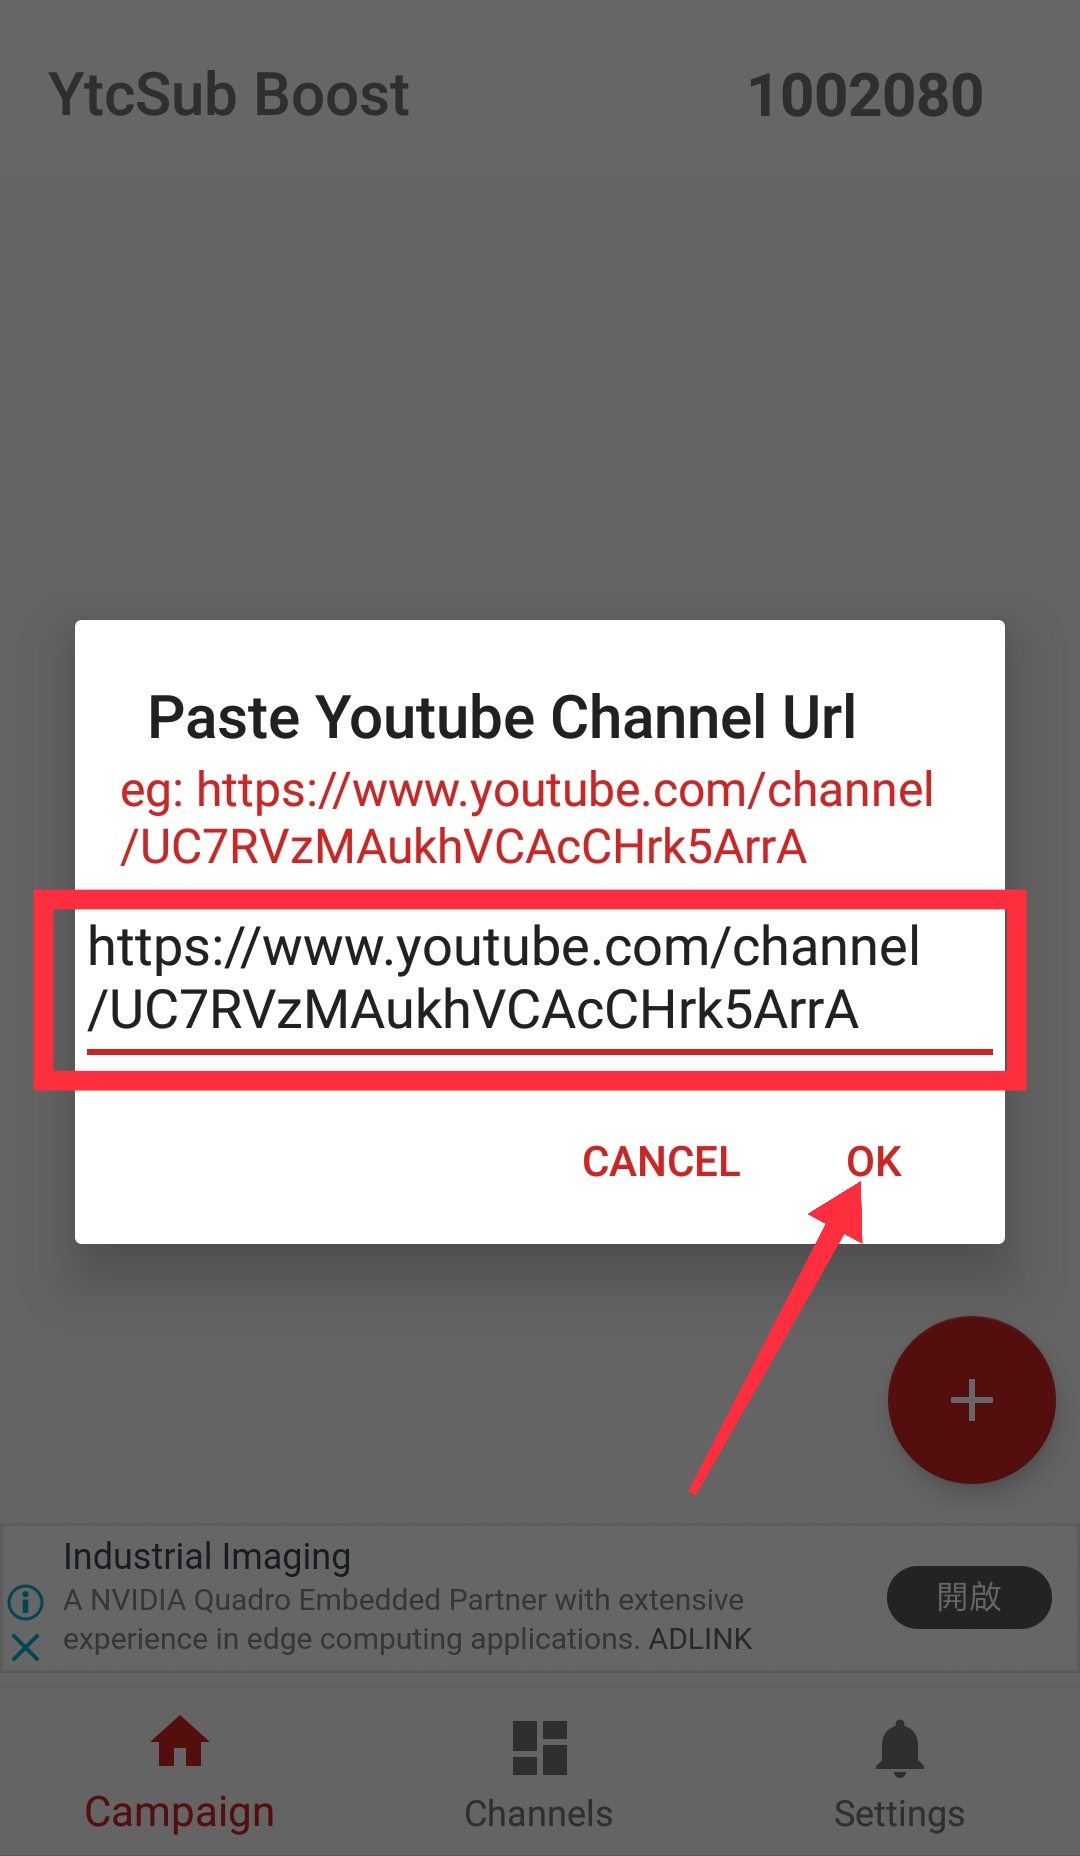 YtcSub Boost 1002080
Paste Youtube Channel Url
eg: https://www.youtube.com/channel
/UC7RVzMAukhVCAcCHrk5ArrA
https://www.youtube.com/channel
/UC7RVzMAukhVCAcCHrk5ArrA
CANCEL OK
Industrial Imaging
A NVIDIA Quadro Embedded Partner with extensive
experience in edge computing applications. ADLINK
開啟
Campaign Channels Settings